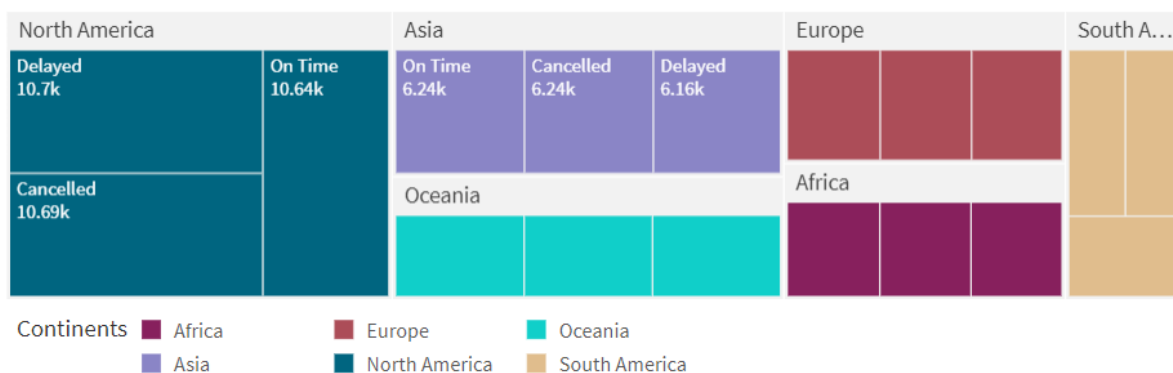 North America
Delayed
10.7k
On Time
10.64k
Cancelled
10.69k
Asia
On Time
6.24k
Cancelled
6.24k
Delayed
6.16k
Oceania
Europe
Africa
South A...
Continents
Africa
Europe
Oceania
Asia
North America
South America